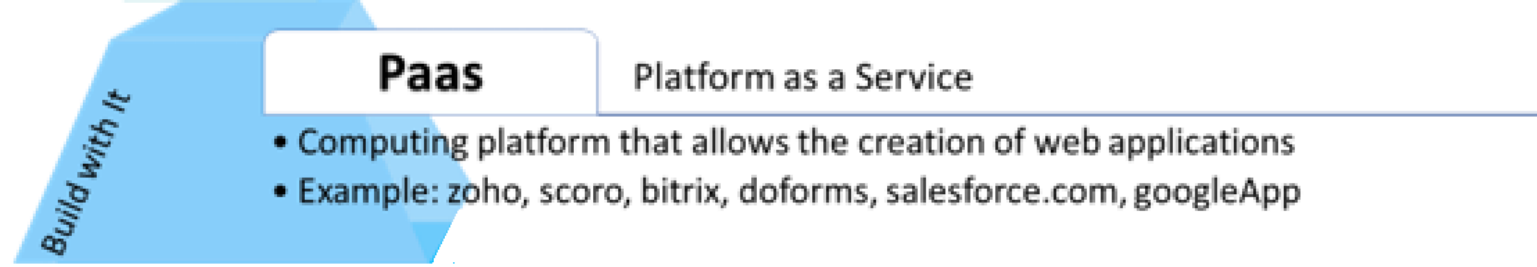 Paas
Platform as a Service
Build with It
• Computing platform that allows the creation of web applications
• Example: zoho, scoro, bitrix, doforms, salesforce.com, googleApp